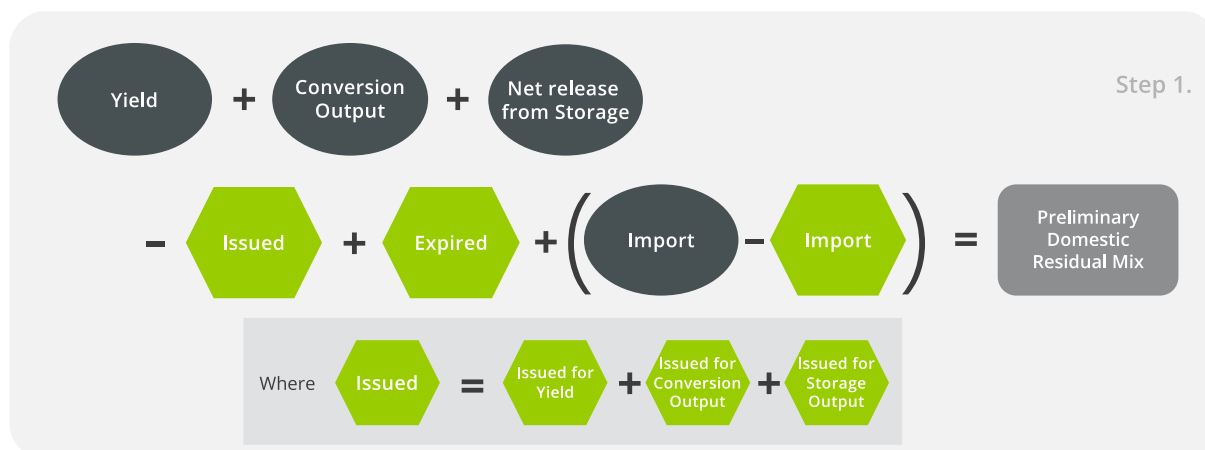 Step 1.
Yield + Conversion Output + Net release from Storage
– Issued + Expired + ( Import – Import ) = Preliminary Domestic Residual Mix
Where Issued = Issued for Yield + Issued for Conversion Output + Issued for Storage Output